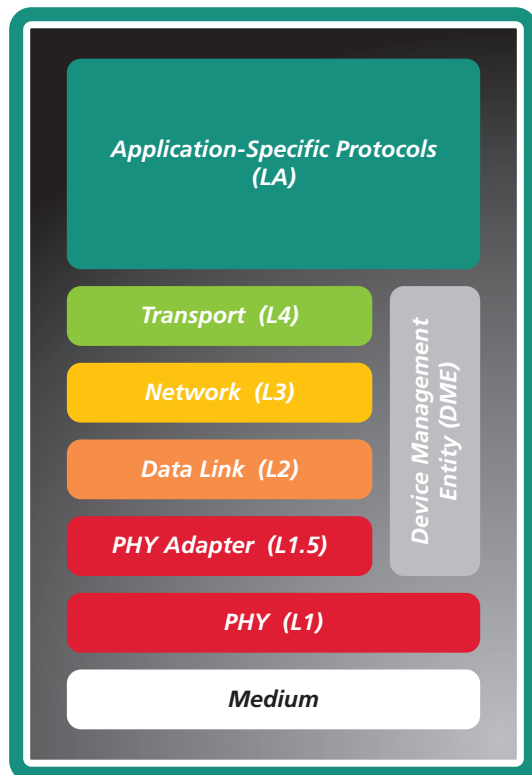 Application-Specific Protocols
(LA)
Transport (L4)
Network (L3)
Data Link (L2)
PHY Adapter (L1.5)
Device Management
Entity (DME)
PHY (L1)
Medium